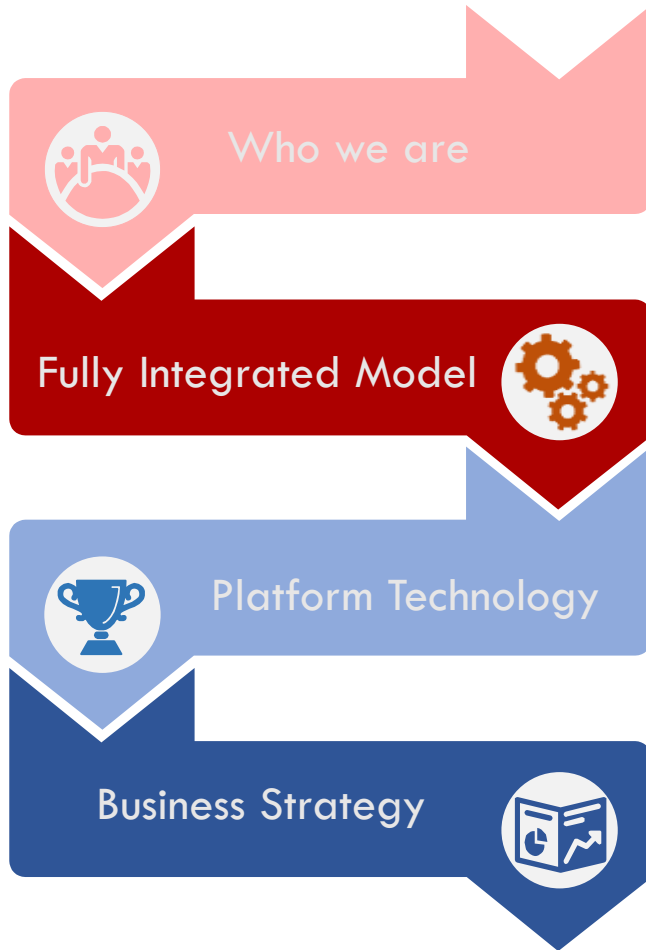 Who we are
Fully Integrated Model
Platform Technology
Business Strategy